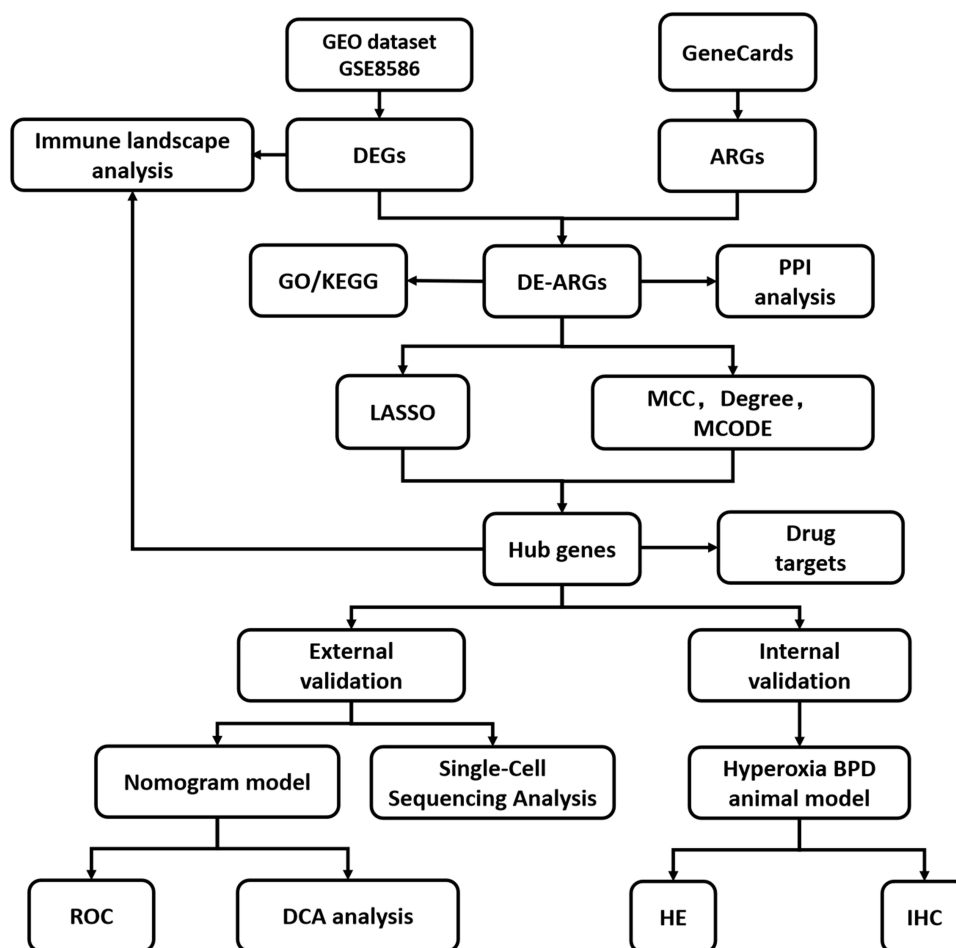 GEO dataset
GSE8586
GeneCards
Immune landscape
analysis
DEGs
ARGs
GO/KEGG
DE-ARGs
PPI
analysis
LASSO
MCC，Degree，
MCODE
Hub genes
Drug
targets
External
validation
Internal
validation
Nomogram model
Single-Cell
Sequencing Analysis
Hyperoxia BPD
animal model
ROC
DCA analysis
HE
IHC